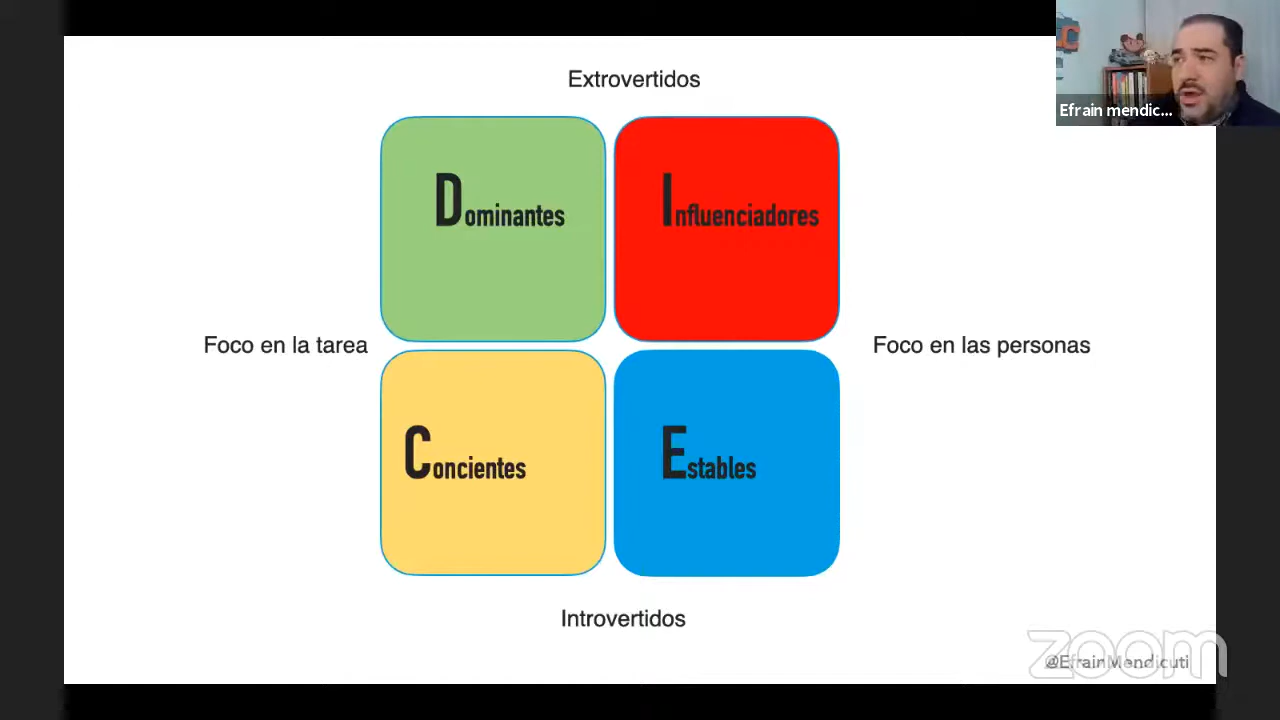 Extrovertidos
Efrain mendic...
Dominantes
Influenciadores
Foco en la tarea
Foco en las personas
Concientes
Estables
Introvertidos
zoom
@EfrainMendicuti